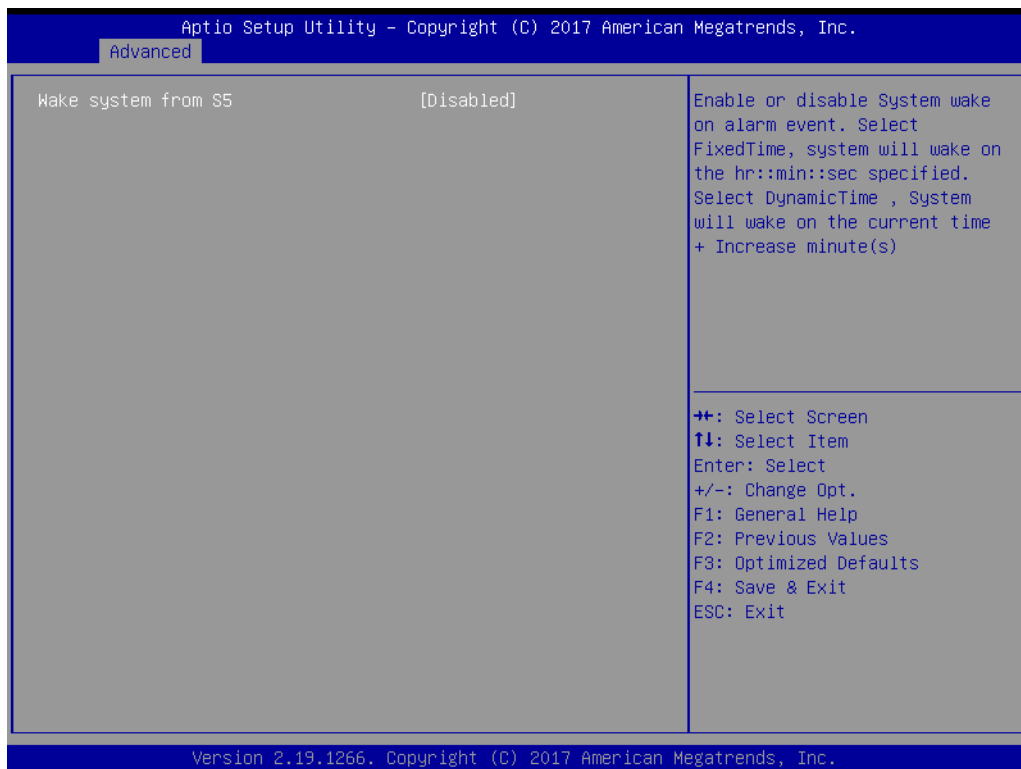 Aptio Setup Utility – Copyright (C) 2017 American Megatrends, Inc.
Advanced
Wake system from S5 [Disabled]
Enable or disable System wake
on alarm event. Select
FixedTime, system will wake on
the hr::min::sec specified.
Select DynamicTime , System
will wake on the current time
+ Increase minute(s)
→←: Select Screen
↑↓: Select Item
Enter: Select
+/-: Change Opt.
F1: General Help
F2: Previous Values
F3: Optimized Defaults
F4: Save & Exit
ESC: Exit
Version 2.19.1266. Copyright (C) 2017 American Megatrends, Inc.